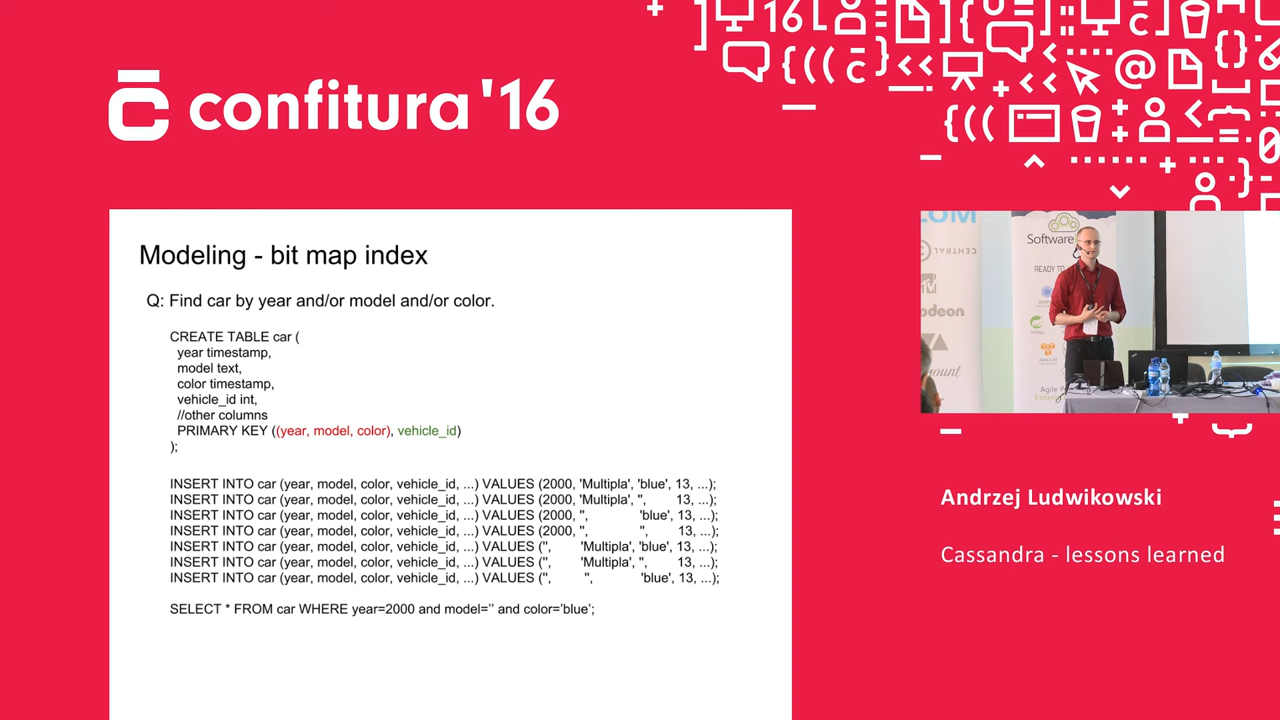 confitura '16
Modeling - bit map index
Q: Find car by year and/or model and/or color.
CREATE TABLE car (
year timestamp,
model text,
color timestamp,
vehicle_id int,
//other columns
PRIMARY KEY ((year, model, color), vehicle_id)
);
INSERT INTO car (year, model, color, vehicle_id, ...) VALUES (2000, 'Multipla', 'blue', 13, ...);
INSERT INTO car (year, model, color, vehicle_id, ...) VALUES (2000, 'Multipla', '', 13, ...);
INSERT INTO car (year, model, color, vehicle_id, ...) VALUES (2000, '', 'blue', 13, ...);
INSERT INTO car (year, model, color, vehicle_id, ...) VALUES (2000, '', '', 13, ...);
INSERT INTO car (year, model, color, vehicle_id, ...) VALUES ('', 'Multipla', 'blue', 13, ...);
INSERT INTO car (year, model, color, vehicle_id, ...) VALUES ('', 'Multipla', '', 13, ...);
INSERT INTO car (year, model, color, vehicle_id, ...) VALUES ('', '', 'blue', 13, ...);
SELECT * FROM car WHERE year=2000 and model='' and color='blue';
Software
READY TO
CENTRAL
Agile
Andrzej Ludwikowski
Cassandra - lessons learned